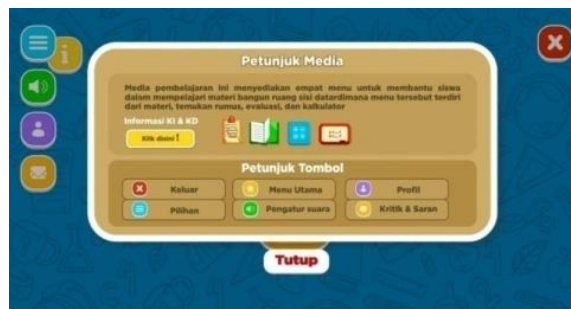 Petunjuk Media
Media pembelajaran ini menyediakan empat menu untuk membantu siswa
dalam mempelajari materi bangun ruang sisi datardimana menu tersebut terdiri
dari materi, temukan rumus, evaluasi, dan kalkulator
Informasi KI & KD
Klik disini !
Petunjuk Tombol
Keluar
Menu Utama
Profil
Pilihan
Pengatur suara
Kritik & Saran
Tutup